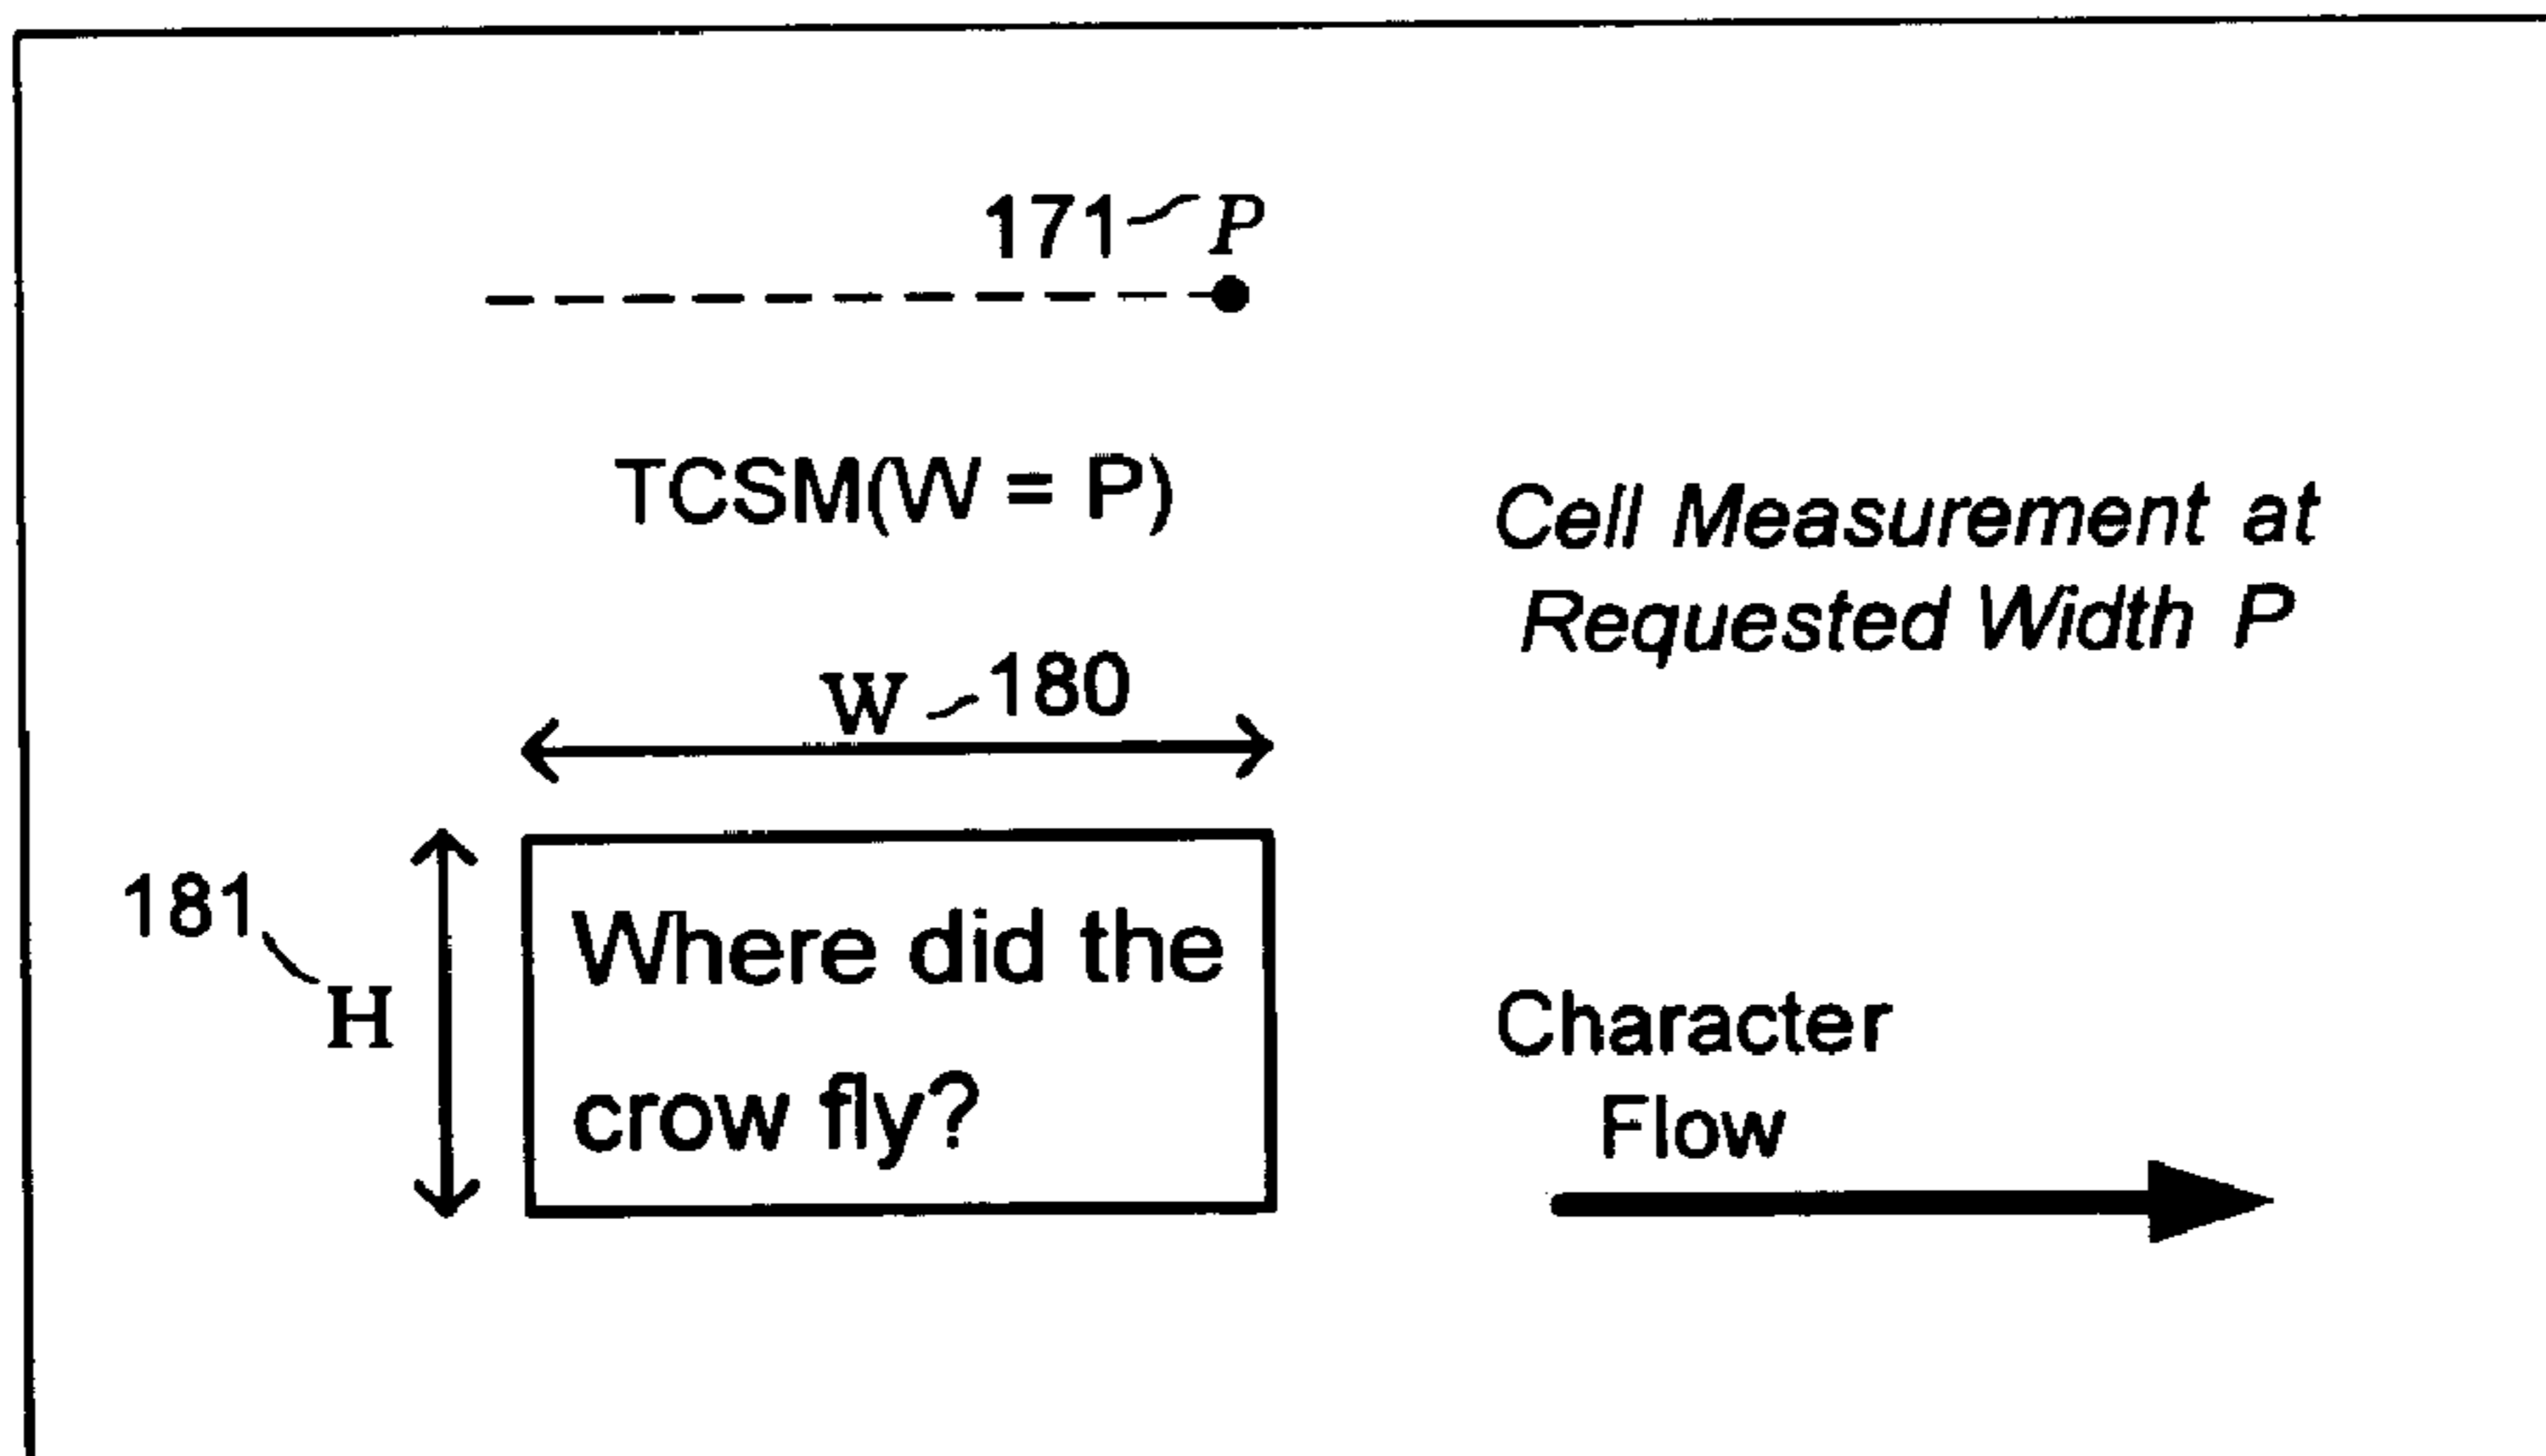 171 P
TCSM(W = P)
Cell Measurement at
Requested Width P
W 180
181
H
Where did the
crow fly?
Character
Flow